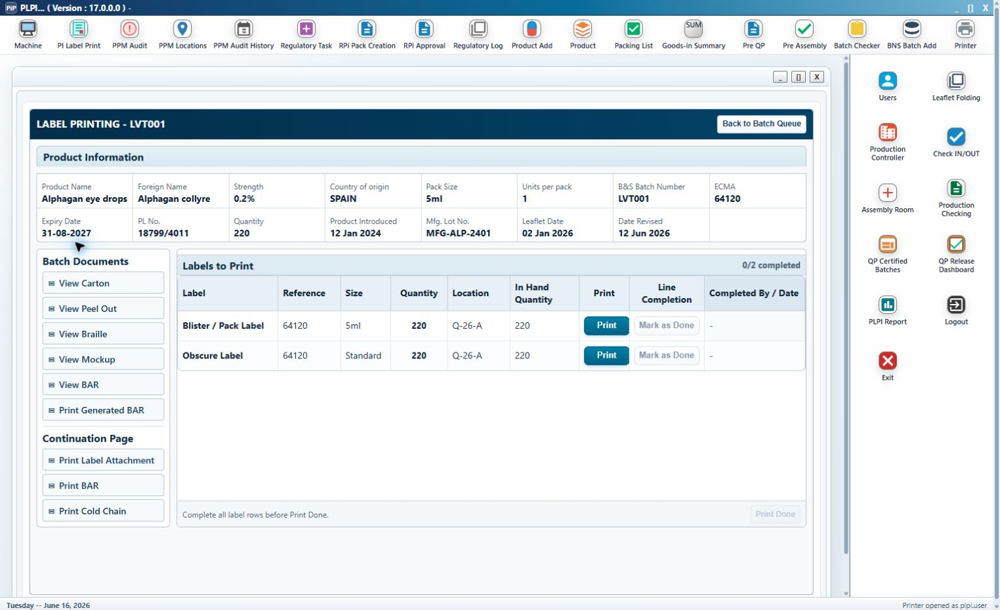 PiP PLPI... ( Version : 17.0.0.0 ) -
_ [] X
Machine
PI Label Print
PPM Audit
PPM Locations
PPM Audit History
Regulatory Task
RPi Pack Creation
RPi Approval
Regulatory Log
Product Add
Product
Packing List
SUM
Goods-in Summary
Pre QP
Pre Assembly
Batch Checker
BNS Batch Add
Printer
_ [] X
LABEL PRINTING - LVT001
Back to Batch Queue
Product Information
Product Name
Alphagan eye drops
Foreign Name
Alphagan collyre
Strength
0.2%
Country of origin
SPAIN
Pack Size
5ml
Units per pack
1
B&S Batch Number
LVT001
ECMA
64120
Expiry Date
31-08-2027
PL No.
18799/4011
Quantity
220
Product Introduced
12 Jan 2024
Mfg. Lot No.
MFG-ALP-2401
Leaflet Date
02 Jan 2026
Date Revised
12 Jun 2026
Batch Documents
View Carton
View Peel Out
View Braille
View Mockup
View BAR
Print Generated BAR
Continuation Page
Print Label Attachment
Print BAR
Print Cold Chain
Labels to Print
0/2 completed
Label
Reference
Size
Quantity
Location
In Hand
Quantity
Print
Line
Completion
Completed By / Date
Blister / Pack Label 64120 5ml 220 Q-26-A 220 Print Mark as Done -
Obscure Label 64120 Standard 220 Q-26-A 220 Print Mark as Done -
Complete all label rows before Print Done.
Print Done
Users
Leaflet Folding
Production
Controller
Check IN/OUT
Assembly Room
Production
Checking
QP Certified
Batches
QP Release
Dashboard
PLPI Report
Logout
Exit
Tuesday -- June 16, 2026
Printer opened as plpi.user